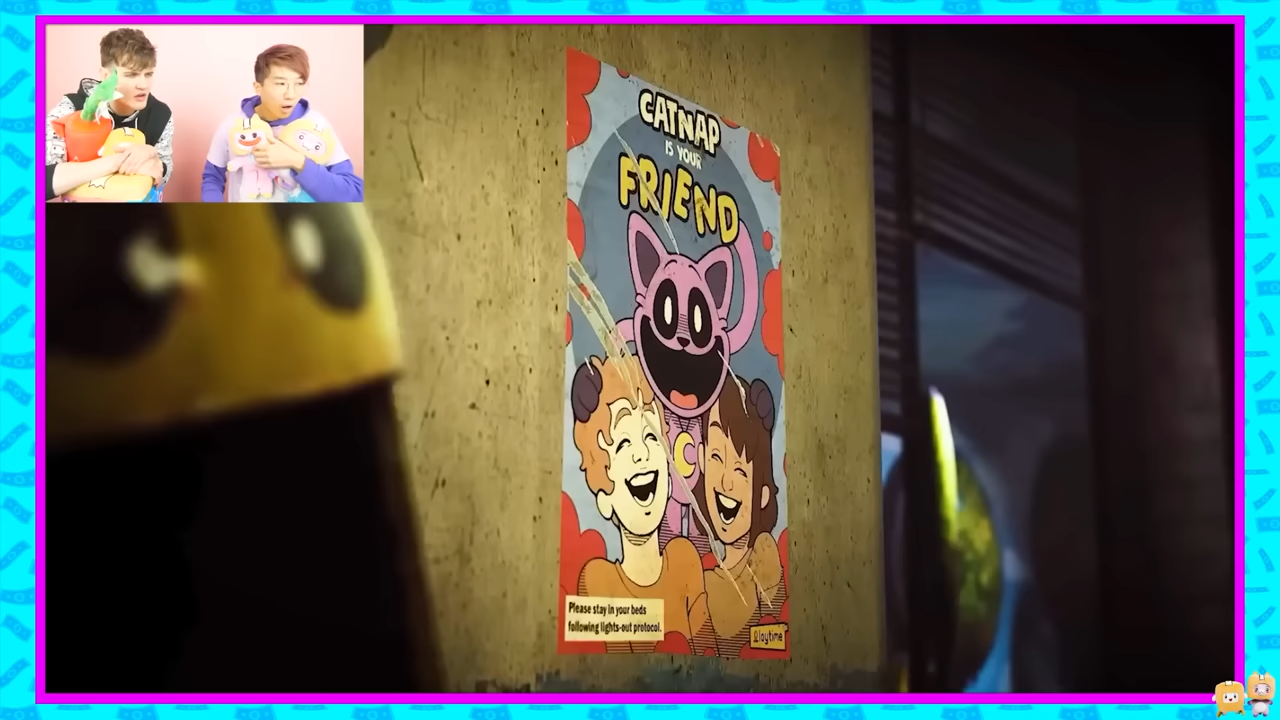 CATNAP
IS YOUR
FRIEND
Please stay in your beds
following lights-out protocol.
Playtime